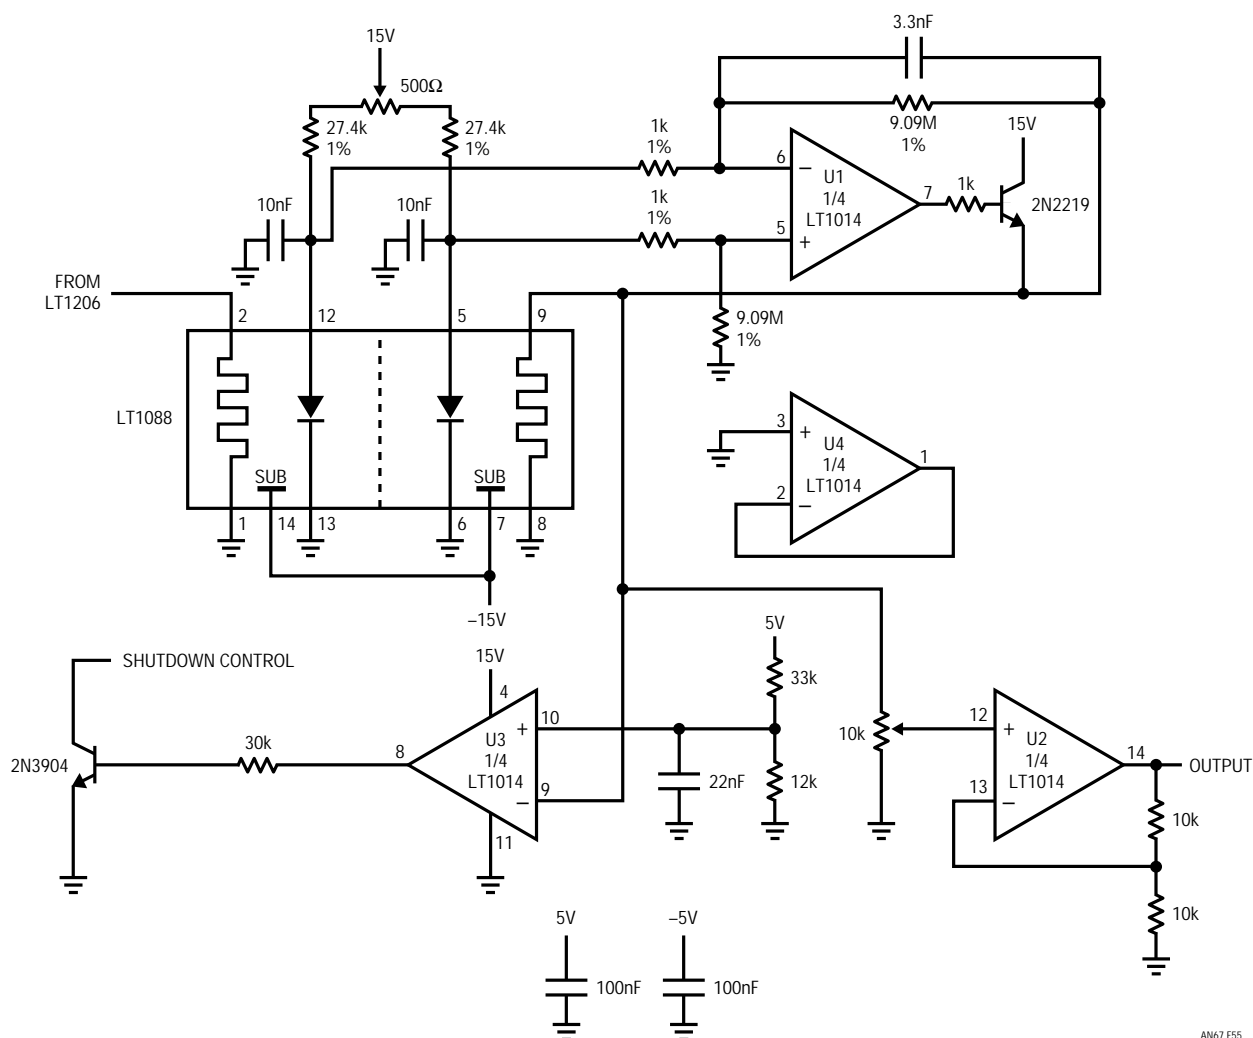 3.3nF
15V
500Ω
27.4k
1%
27.4k
1%
1k
1%
9.09M
1%
15V
6
–
U1
1/4
LT1014
7
1k
2N2219
10nF
10nF
1k
1%
5
+
FROM
LT1206
2
12
5
9
9.09M
1%
LT1088
3
+
U4
1/4
LT1014
1
2
–
SUB
SUB
1
14
13
6
7
8
–15V
5V
SHUTDOWN CONTROL
15V
4
33k
10
+
U3
1/4
LT1014
8
30k
2N3904
10k
12
+
U2
1/4
LT1014
14
OUTPUT
22nF
12k
9
–
13
–
10k
11
10k
5V
–5V
100nF
100nF
AN67 F55